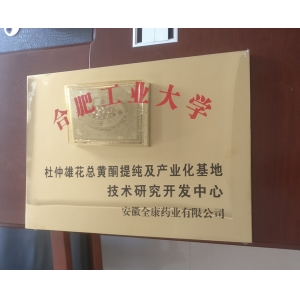 合肥工业大学
杜仲雄花总黄酮提纯及产业化基地
技术研究开发中心
安徽全康药业有限公司